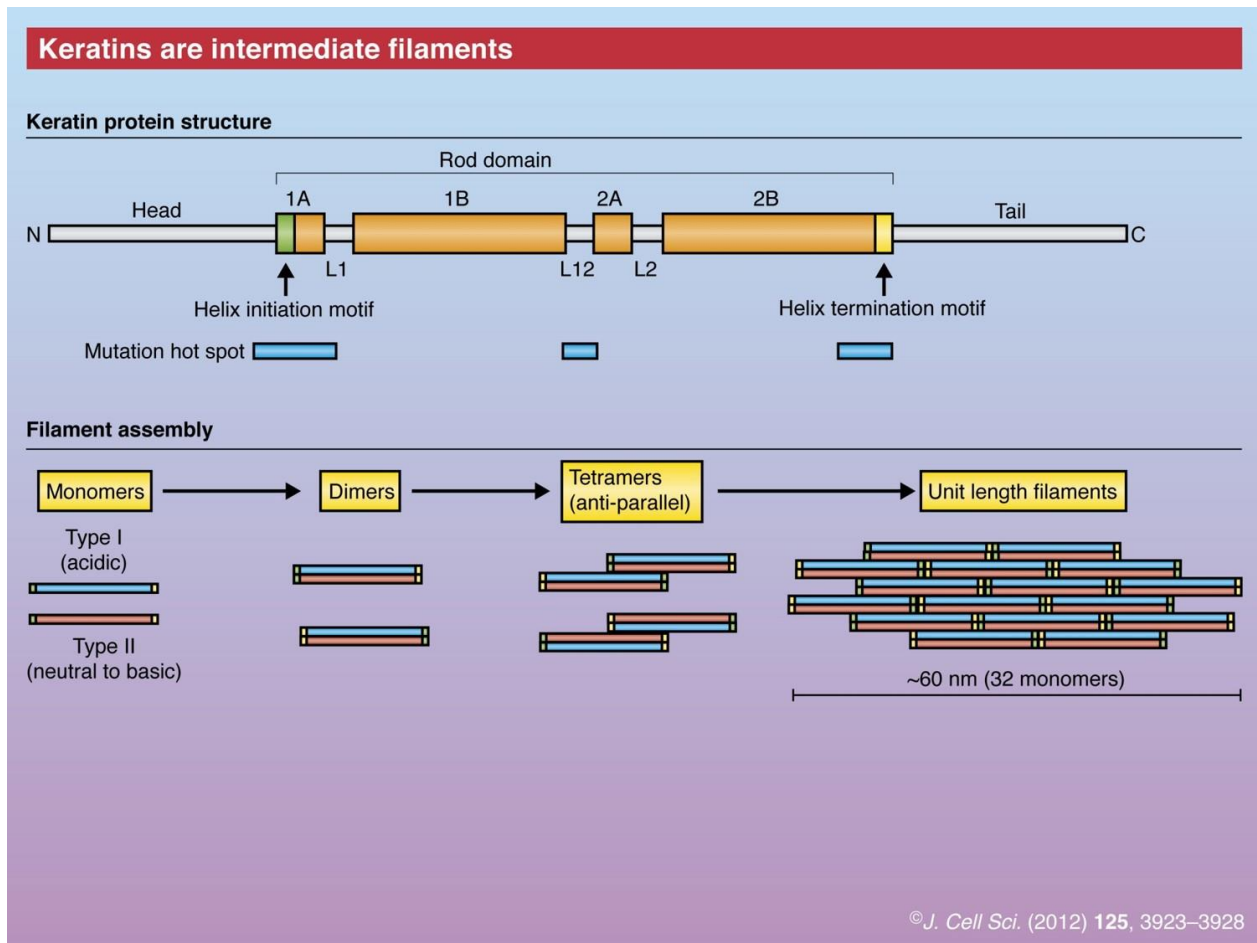 Keratins are intermediate filaments
Keratin protein structure
Rod domain
1A
1B
2A
2B
Head
Tail
N
C
L1
L12
L2
Helix initiation motif
Helix termination motif
Mutation hot spot
Filament assembly
Monomers
Dimers
Tetramers
(anti-parallel)
Unit length filaments
Type I
(acidic)
Type II
(neutral to basic)
~60 nm (32 monomers)
©J. Cell Sci. (2012) 125, 3923–3928